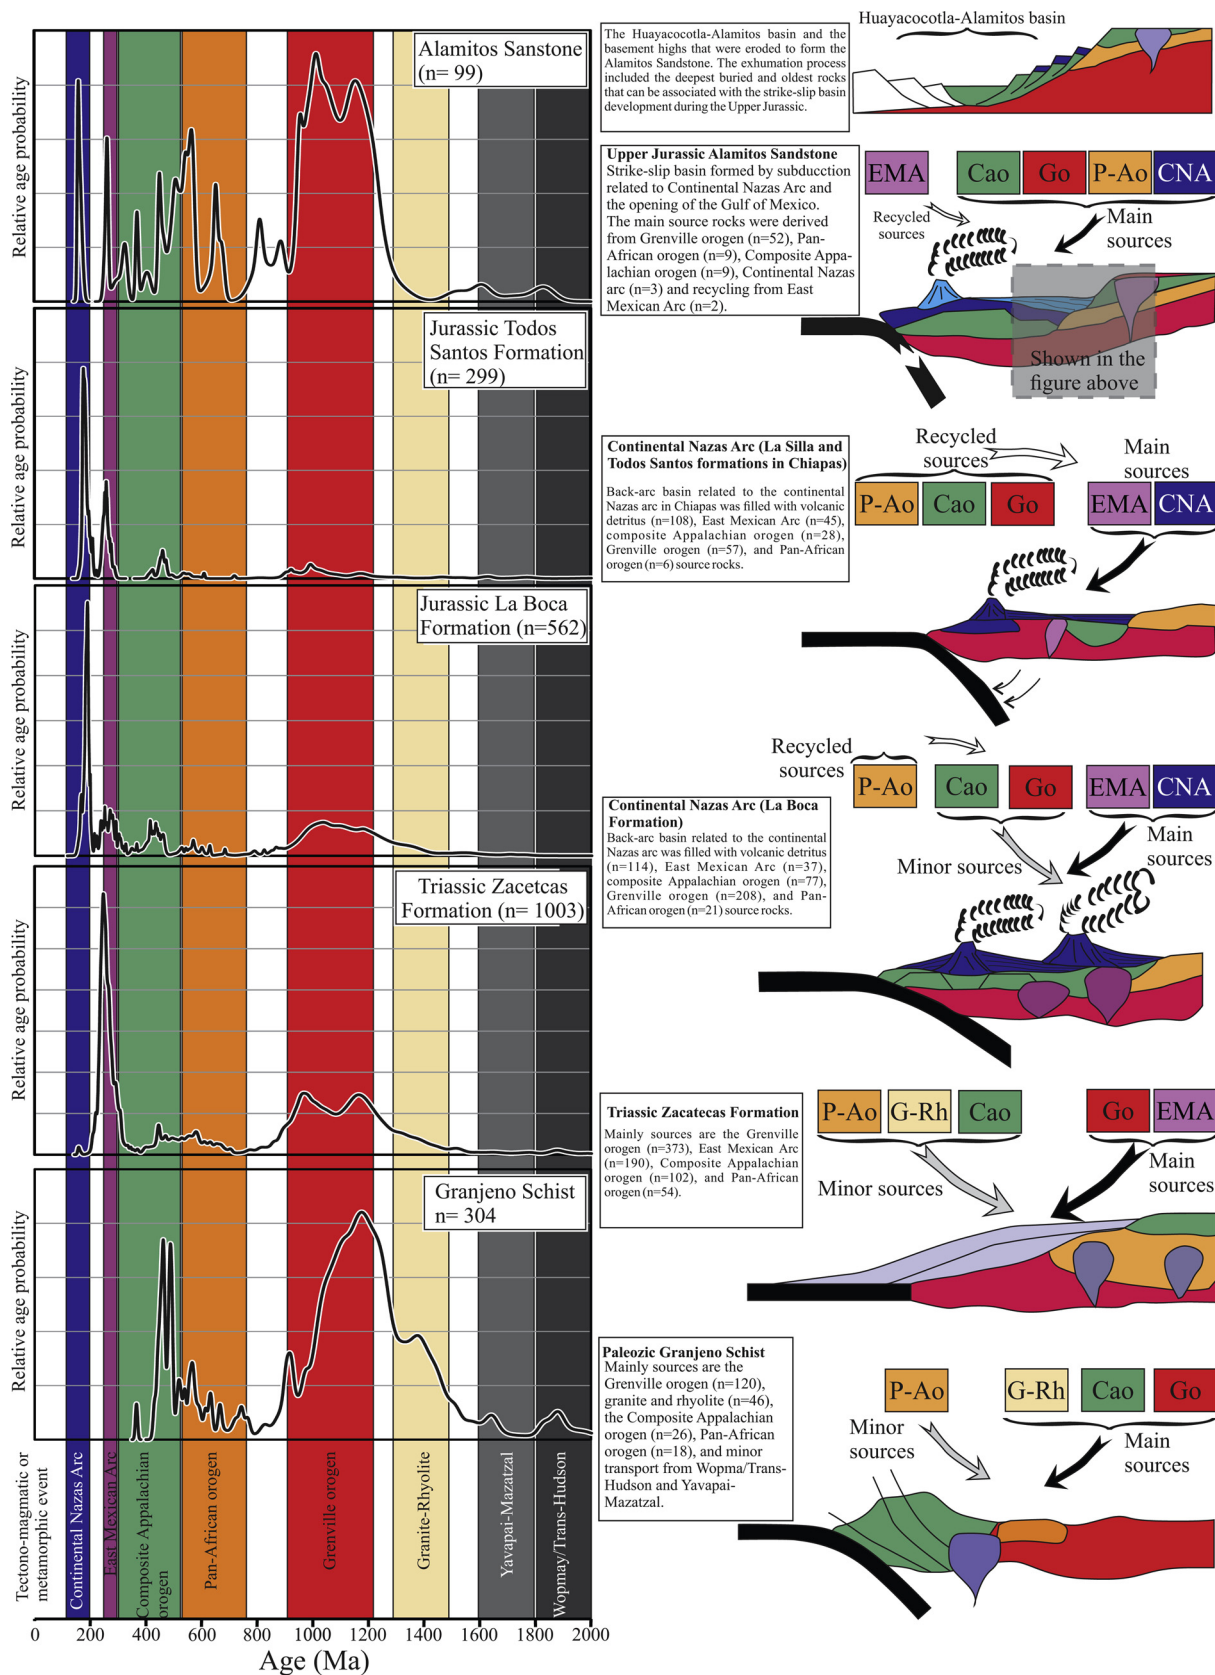 Alamitos Sanstone
(n= 99)
Relative age probability
Jurassic Todos
Santos Formation
(n= 299)
Relative age probability
Jurassic La Boca
Formation (n=562)
Relative age probability
Triassic Zacetcas
Formation (n= 1003)
Relative age probability
Granjeno Schist
n= 304
Relative age probability
Tectono-magmatic or
metamorphic event
Continental Nazas Arc
East Mexican Arc
Composite Appalachian
orogen
Pan-African orogen
Grenville orogen
Granite-Rhyolite
Yavapai-Mazatzal
Wopmay/Trans-Hudson
0 200 400 600 800 1000 1200 1400 1600 1800 2000
Age (Ma)
The Huayacocotla-Alamitos basin and the
basement highs that were eroded to form the
Alamitos Sandstone. The exhumation process
included the deepest buried and oldest rocks
that can be associated with the strike-slip basin
development during the Upper Jurassic.
Huayacocotla-Alamitos basin
Upper Jurassic Alamitos Sandstone
Strike-slip basin formed by subducction
related to Continental Nazas Arc and
the opening of the Gulf of Mexico.
The main source rocks were derived
from Grenville orogen (n=52), Pan-
African orogen (n=9), Composite Appa-
lachian orogen (n=9), Continental Nazas
arc (n=3) and recycling from East
Mexican Arc (n=2).
EMA Cao Go P-Ao CNA
Recycled
sources
Main
sources
Shown in the
figure above
Continental Nazas Arc (La Silla and
Todos Santos formations in Chiapas)
Back-arc basin related to the continental
Nazas arc in Chiapas was filled with volcanic
detritus (n=108), East Mexican Arc (n=45),
composite Appalachian orogen (n=28),
Grenville orogen (n=57), and Pan-African
orogen (n=6) source rocks.
Recycled
sources
Main
sources
P-Ao Cao Go EMA CNA
Recycled
sources
P-Ao Cao Go EMA CNA
Minor sources
Main
sources
Continental Nazas Arc (La Boca
Formation)
Back-arc basin related to the continental
Nazas arc was filled with volcanic detritus
(n=114), East Mexican Arc (n=37),
composite Appalachian orogen (n=77),
Grenville orogen (n=208), and Pan-
African orogen (n=21) source rocks.
Triassic Zacatecas Formation
Mainly sources are the Grenville
orogen (n=373), East Mexican Arc
(n=190), Composite Appalachian
orogen (n=102), and Pan-African
orogen (n=54).
P-Ao G-Rh Cao Go EMA
Minor sources
Main
sources
Paleozic Granjeno Schist
Mainly sources are the
Grenville orogen (n=120),
granite and rhyolite (n=46),
the Composite Appalachian
orogen (n=26), Pan-African
orogen (n=18), and minor
transport from Wopma/Trans-
Hudson and Yavapai-
Mazatzal.
P-Ao G-Rh Cao Go
Minor
sources
Main
sources